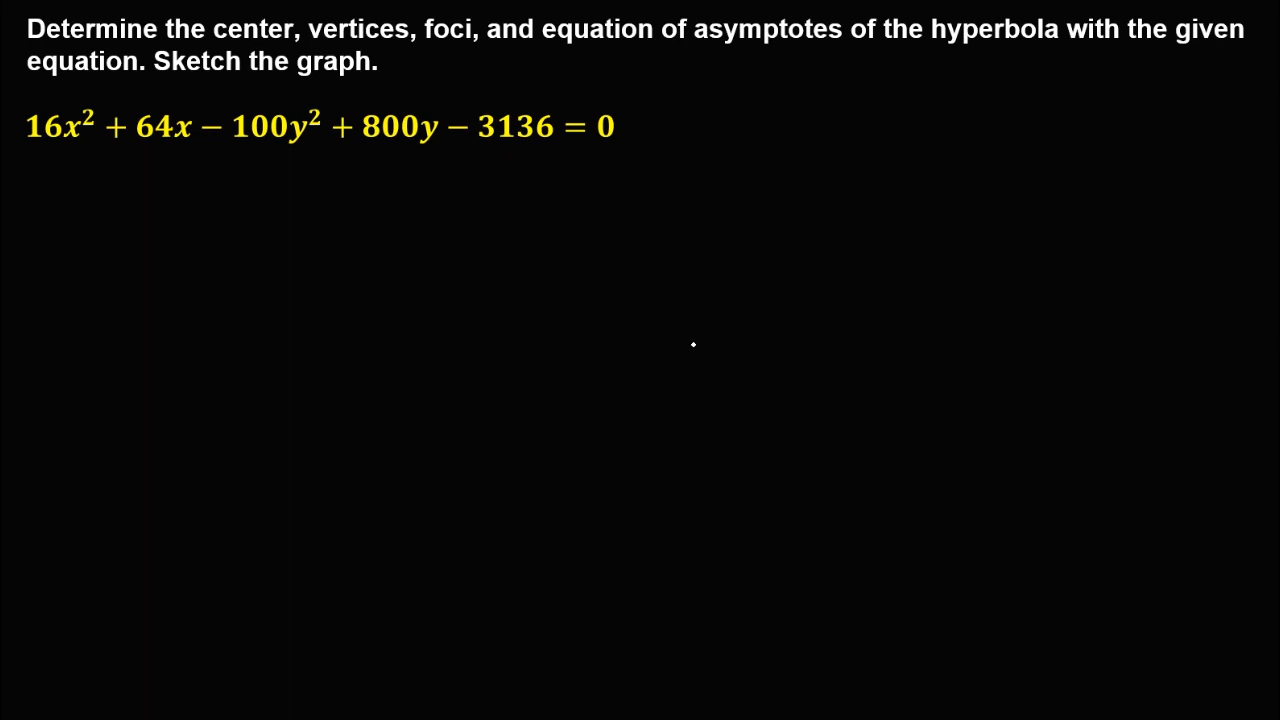 Determine the center, vertices, foci, and equation of asymptotes of the hyperbola with the given
equation. Sketch the graph.
16x² + 64x − 100y² + 800y − 3136 = 0